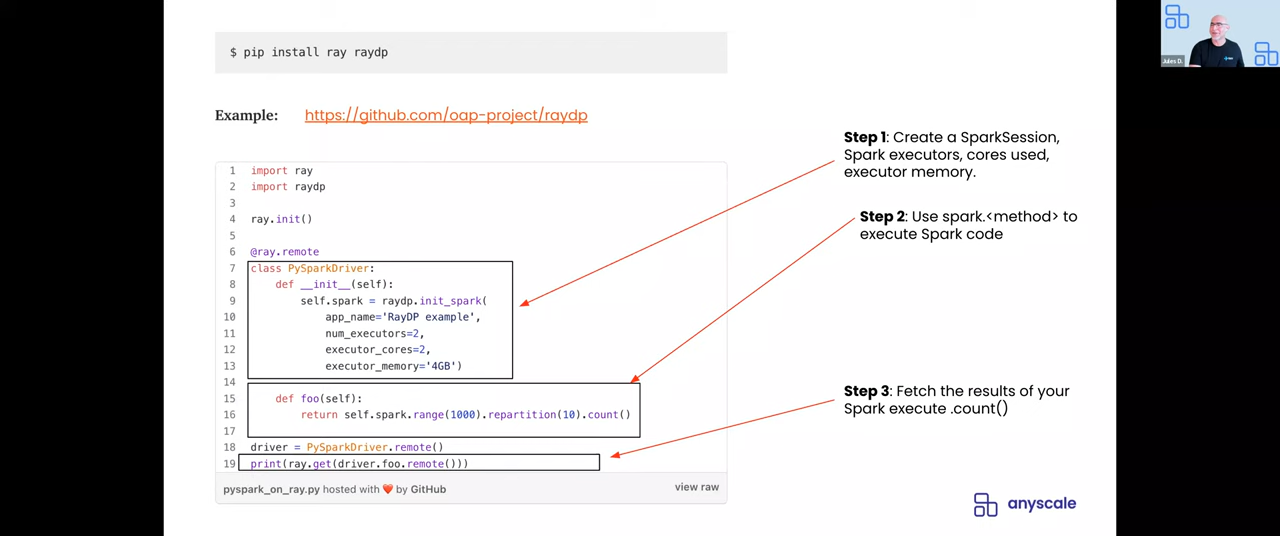 $ pip install ray raydp
Example: https://github.com/oap-project/raydp
1 import ray
2 import raydp
3
4 ray.init()
5
6 @ray.remote
7 class PySparkDriver:
8 def __init__(self):
9 self.spark = raydp.init_spark(
10 app_name='RayDP example',
11 num_executors=2,
12 executor_cores=2,
13 executor_memory='4GB')
14
15 def foo(self):
16 return self.spark.range(1000).repartition(10).count()
17
18 driver = PySparkDriver.remote()
19 print(ray.get(driver.foo.remote()))
pyspark_on_ray.py hosted with ❤ by GitHub
view raw
Step 1: Create a SparkSession,
Spark executors, cores used,
executor memory.
Step 2: Use spark.<method> to
execute Spark code
Step 3: Fetch the results of your
Spark execute .count()
anyscale
Jules D.